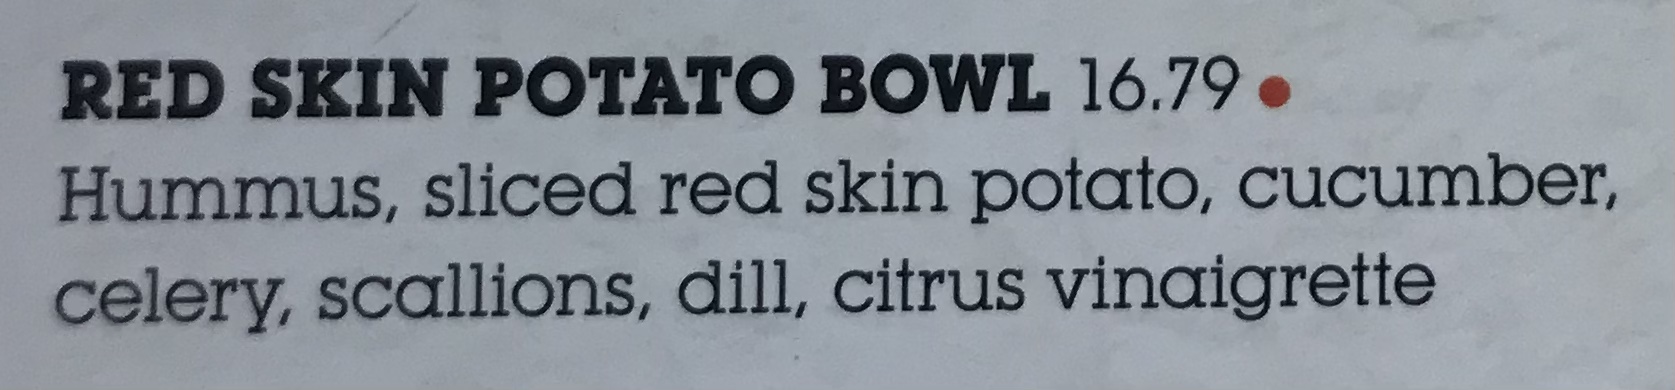 RED SKIN POTATO BOWL 16.79 •
Hummus, sliced red skin potato, cucumber,
celery, scallions, dill, citrus vinaigrette